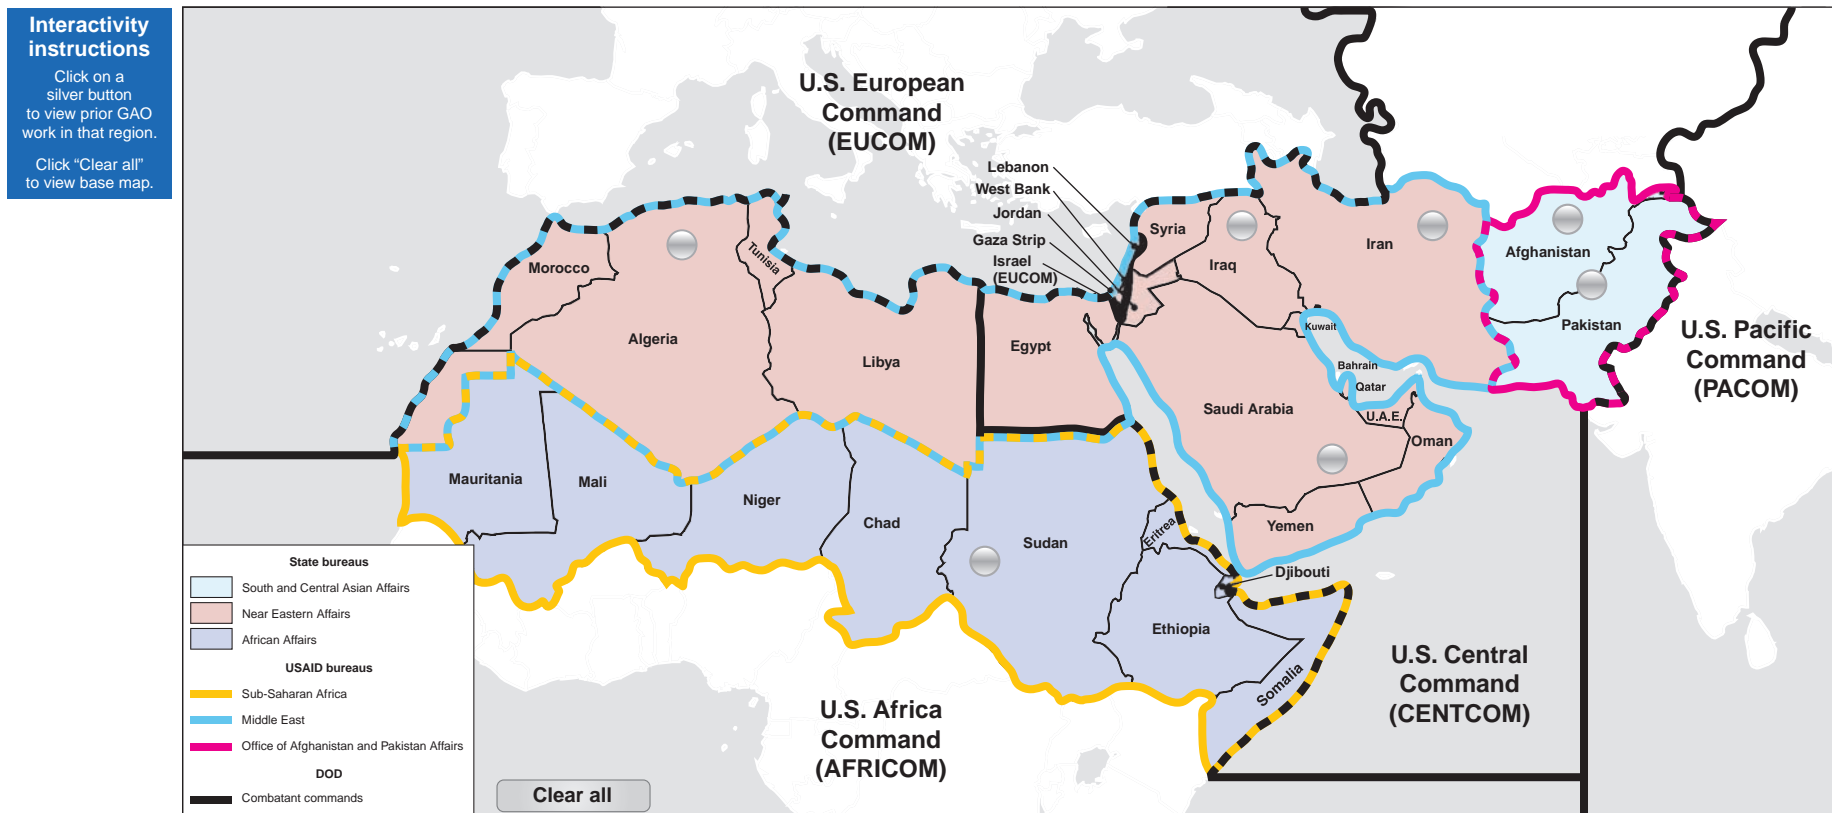 Interactivity
instructions
Click on a
silver button
to view prior GAO
work in that region.
Click “Clear all”
to view base map.
U.S. European
Command
(EUCOM)
Lebanon
West Bank
Jordan
Gaza Strip
Israel
(EUCOM)
Syria
Iraq
Iran
Afghanistan
Pakistan
U.S. Pacific
Command
(PACOM)
Morocco
Tunisia
Algeria
Libya
Egypt
Kuwait
Bahrain
Qatar
U.A.E.
Saudi Arabia
Oman
Yemen
Mauritania
Mali
Niger
Chad
Sudan
Eritrea
Djibouti
Ethiopia
Somalia
U.S. Central
Command
(CENTCOM)
U.S. Africa
Command
(AFRICOM)
State bureaus
South and Central Asian Affairs
Near Eastern Affairs
African Affairs
USAID bureaus
Sub-Saharan Africa
Middle East
Office of Afghanistan and Pakistan Affairs
DOD
Combatant commands
Clear all